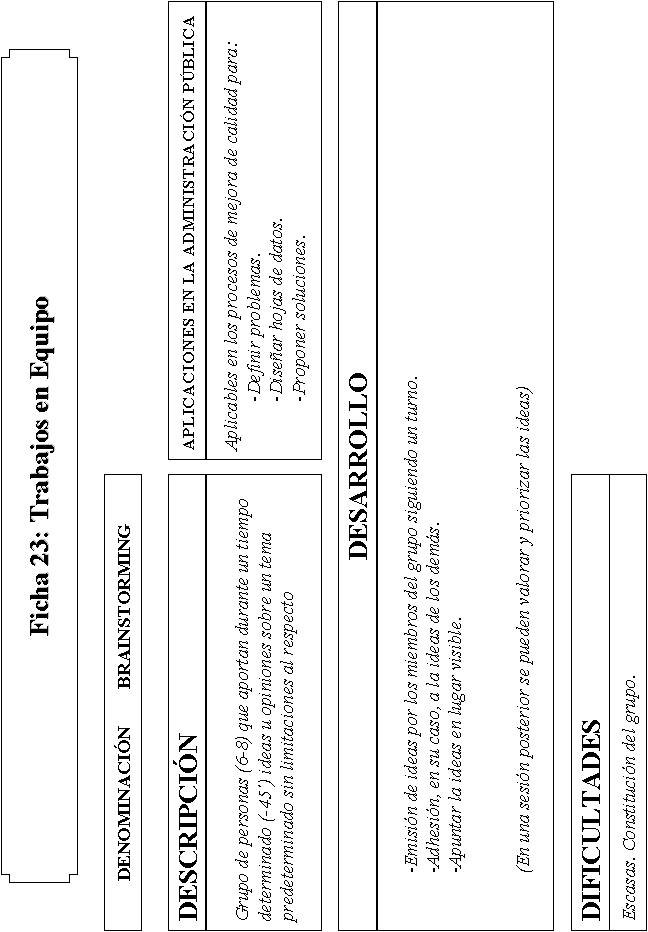 Ficha 23: Trabajos en Equipo
DENOMINACIÓN BRAINSTORMING
DESCRIPCIÓN
Grupo de personas (6-8) que aportan durante un tiempo
determinado (-45´) ideas u opiniones sobre un tema
predeterminado sin limitaciones al respecto
APLICACIONES EN LA ADMINISTRACIÓN PÚBLICA
Aplicables en los procesos de mejora de calidad para:
-Definir problemas.
-Diseñar hojas de datos.
-Proponer soluciones.
DESARROLLO
-Emisión de ideas por los miembros del grupo siguiendo un turno.
-Adhesión, en su caso, a la ideas de los demás.
-Apuntar la ideas en lugar visible.
(En una sesión posterior se pueden valorar y priorizar las ideas)
DIFICULTADES
Escasas. Constitución del grupo.